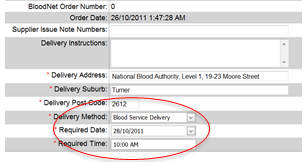 BloodNet Order Number: 0
Order Date: 26/10/2011 1:47:28 AM
Supplier Issue Note Numbers:
Delivery Instructions:
* Delivery Address: National Blood Authority, Level 1, 19-23 Moore Street
* Delivery Suburb: Turner
* Delivery Post Code: 2612
* Delivery Method: Blood Service Delivery
* Required Date: 28/10/2011
* Required Time: 10:00 AM